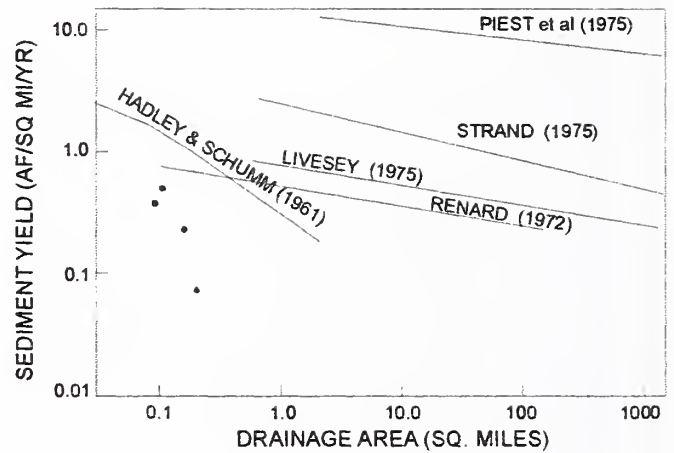 SEDIMENT YIELD (AF/SQ MI/YR)
10.0
1.0
0.1
0.01
PIEST et al (1975)
STRAND (1975)
HADLEY & SCHUMM (1961)
LIVESEY (1975)
RENARD (1972)
0.1
1.0
10.0
100
1000
DRAINAGE AREA (SQ. MILES)